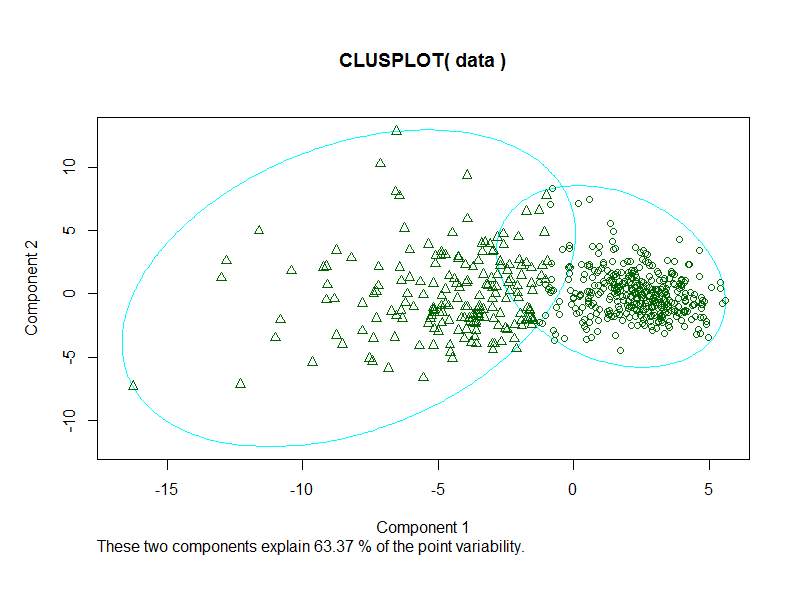 CLUSPLOT( data )
Component 2
10
5
0
-5
-10
-15
-10
-5
0
5
Component 1
These two components explain 63.37 % of the point variability.